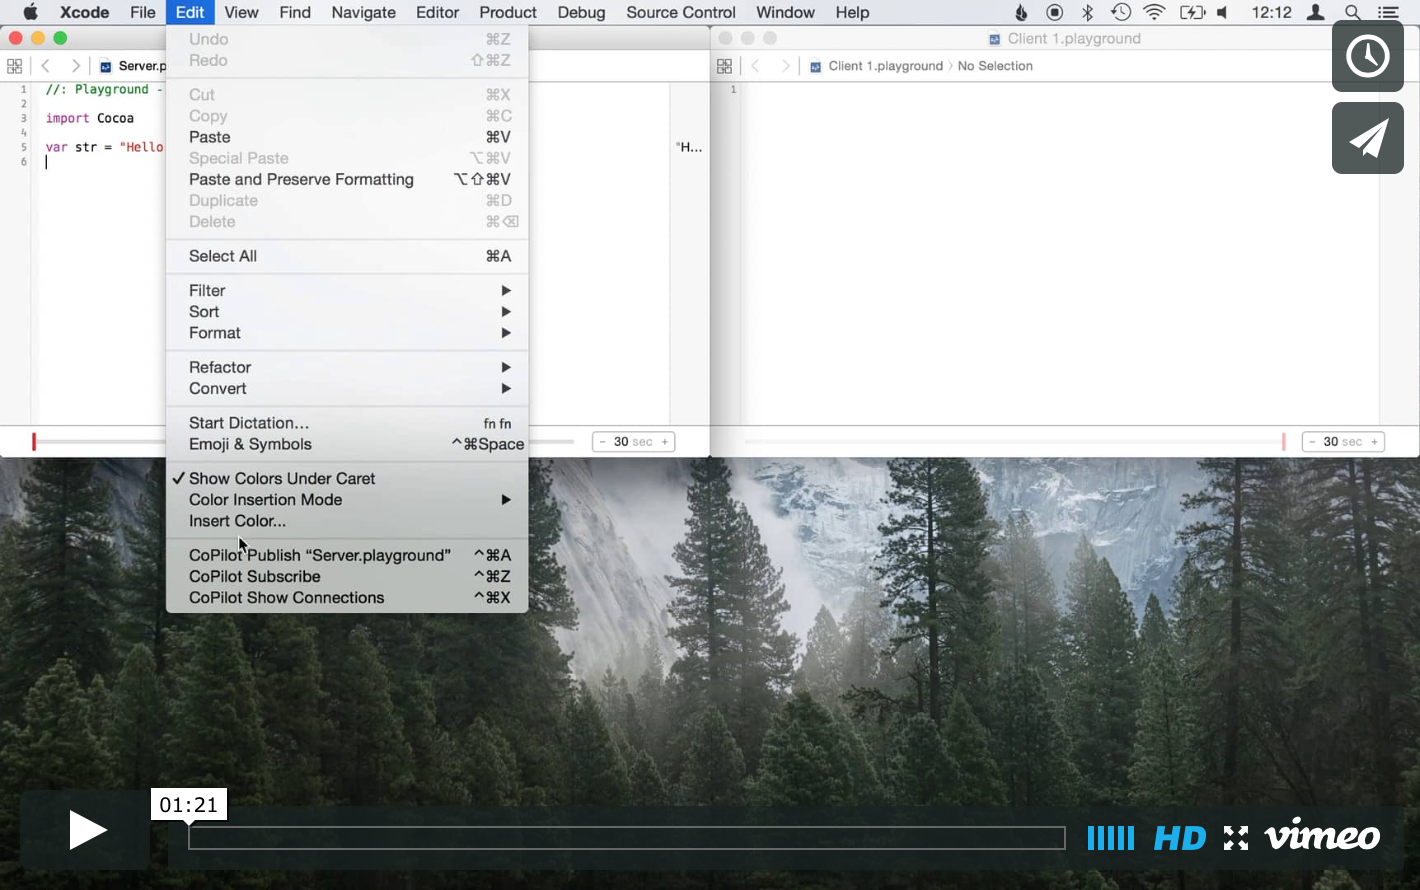 Xcode File Edit View Find Navigate Editor Product Debug Source Control Window Help 12:12
Server.p
1 //: Playground -
2
3 import Cocoa
4
5 var str = "Hello
6
"H...
− 30 sec +
Undo ⌘Z
Redo ⇧⌘Z
Cut ⌘X
Copy ⌘C
Paste ⌘V
Special Paste ⌥⌘V
Paste and Preserve Formatting ⌥⇧⌘V
Duplicate ⌘D
Delete ⌘⌫
Select All ⌘A
Filter ▶
Sort ▶
Format ▶
Refactor ▶
Convert ▶
Start Dictation... fn fn
Emoji & Symbols ^⌘Space
✓ Show Colors Under Caret
Color Insertion Mode ▶
Insert Color...
CoPilot Publish “Server.playground” ^⌘A
CoPilot Subscribe ^⌘Z
CoPilot Show Connections ^⌘X
Client 1.playground
Client 1.playground 〉 No Selection
1
− 30 sec +
01:21
HD vimeo